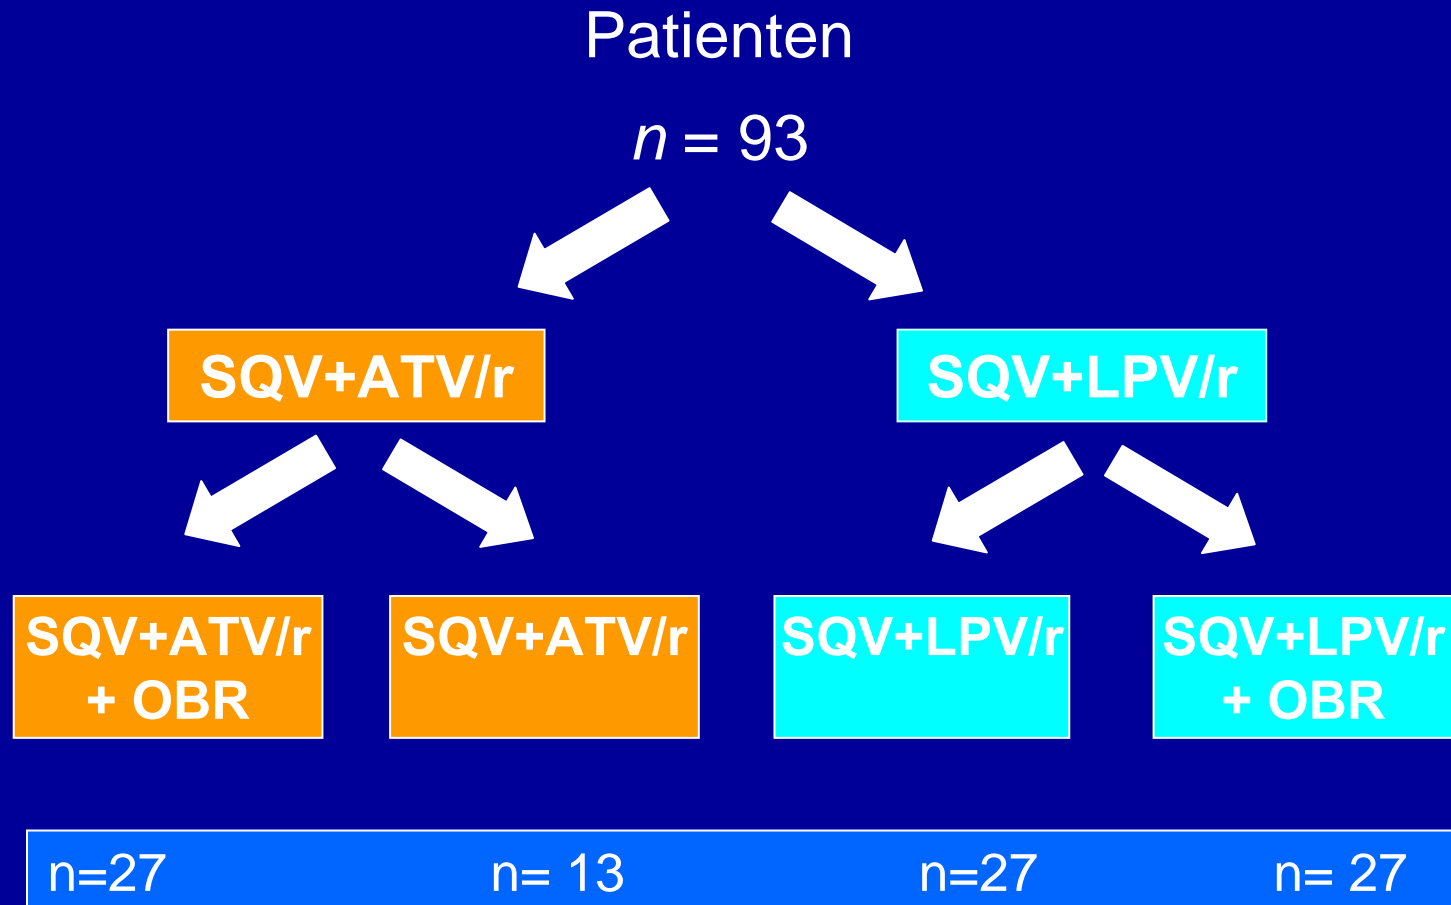 Patienten
n = 93
SQV+ATV/r
SQV+LPV/r
SQV+ATV/r
+ OBR
SQV+ATV/r
SQV+LPV/r
SQV+LPV/r
+ OBR
n=27
n= 13
n=27
n= 27